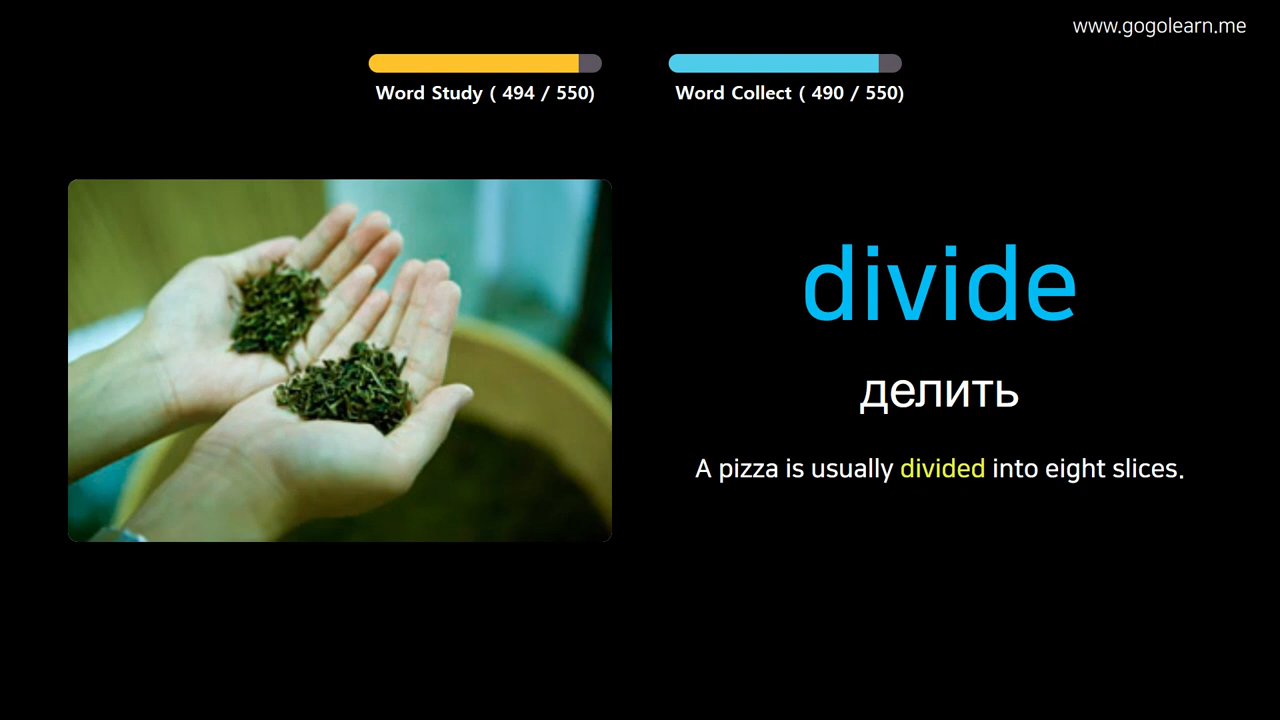 www.gogolearn.me
Word Study ( 494 / 550)
Word Collect ( 490 / 550)
divide
делить
A pizza is usually divided into eight slices.